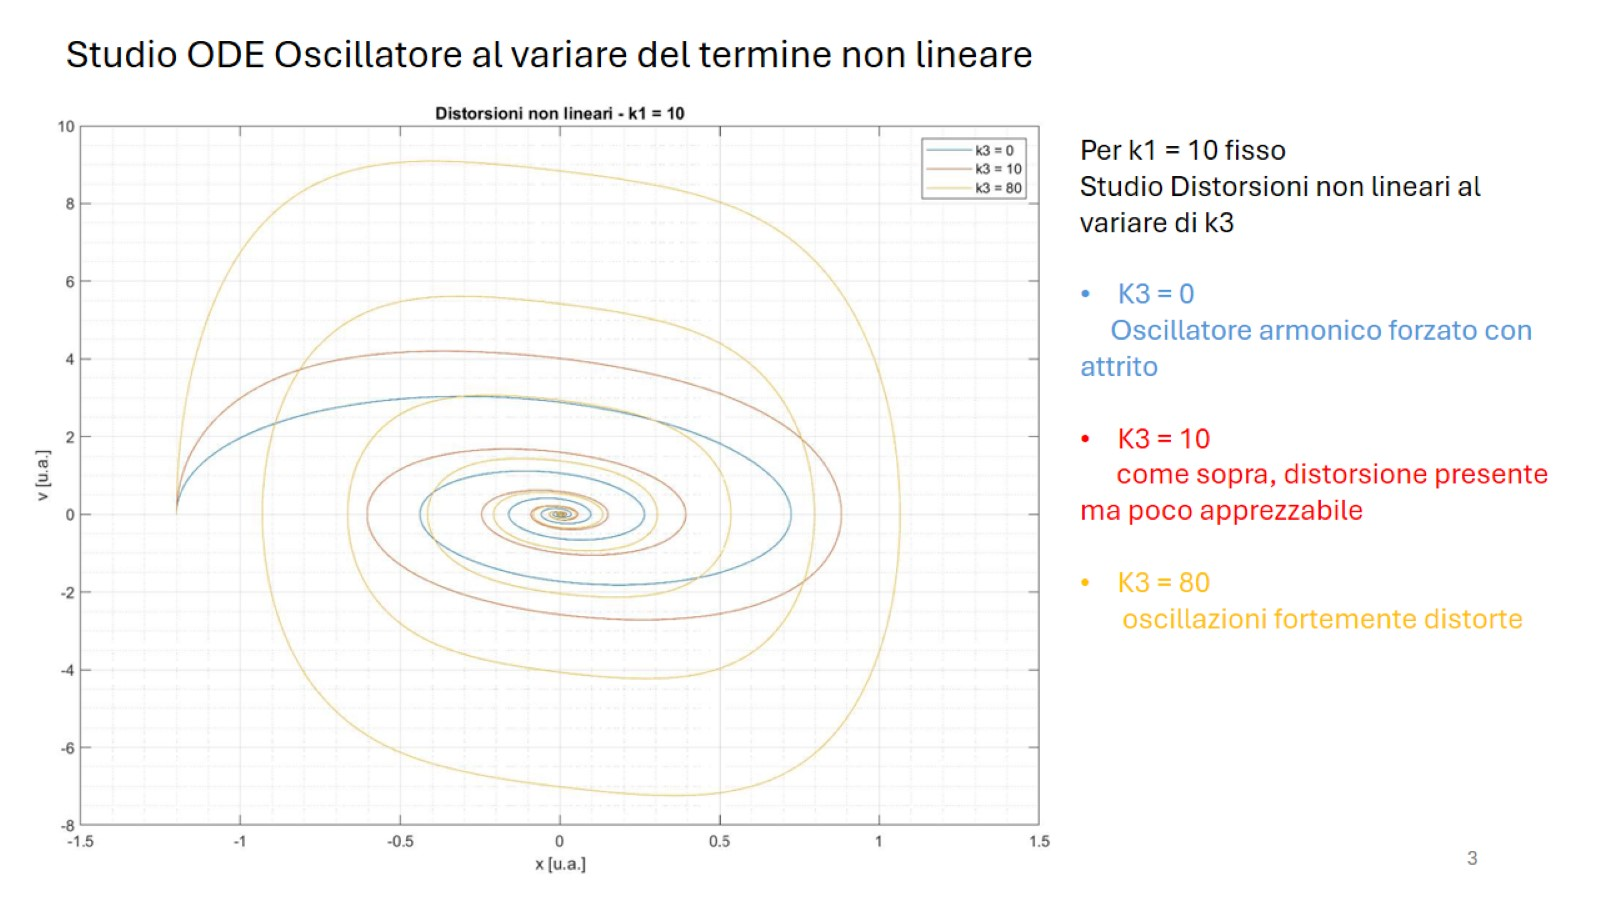 Studio ODE Oscillatore al variare del termine non lineare
Distorsioni non lineari - k1 = 10
k3 = 0
k3 = 10
k3 = 80
10
8
6
4
2
0
-2
-4
-6
-8
v [u.a.]
-1.5
-1
-0.5
0
0.5
1
1.5
x [u.a.]
Per k1 = 10 fisso
Studio Distorsioni non lineari al
variare di k3
• K3 = 0
Oscillatore armonico forzato con
attrito
• K3 = 10
come sopra, distorsione presente
ma poco apprezzabile
• K3 = 80
oscillazioni fortemente distorte
3